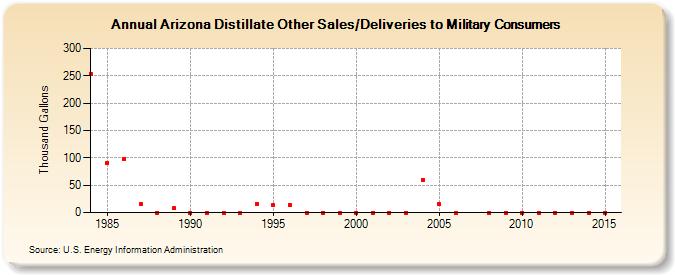 Annual Arizona Distillate Other Sales/Deliveries to Military Consumers
Thousand Gallons
300
250
200
150
100
50
0
1985 1990 1995 2000 2005 2010 2015
Source: U.S. Energy Information Administration